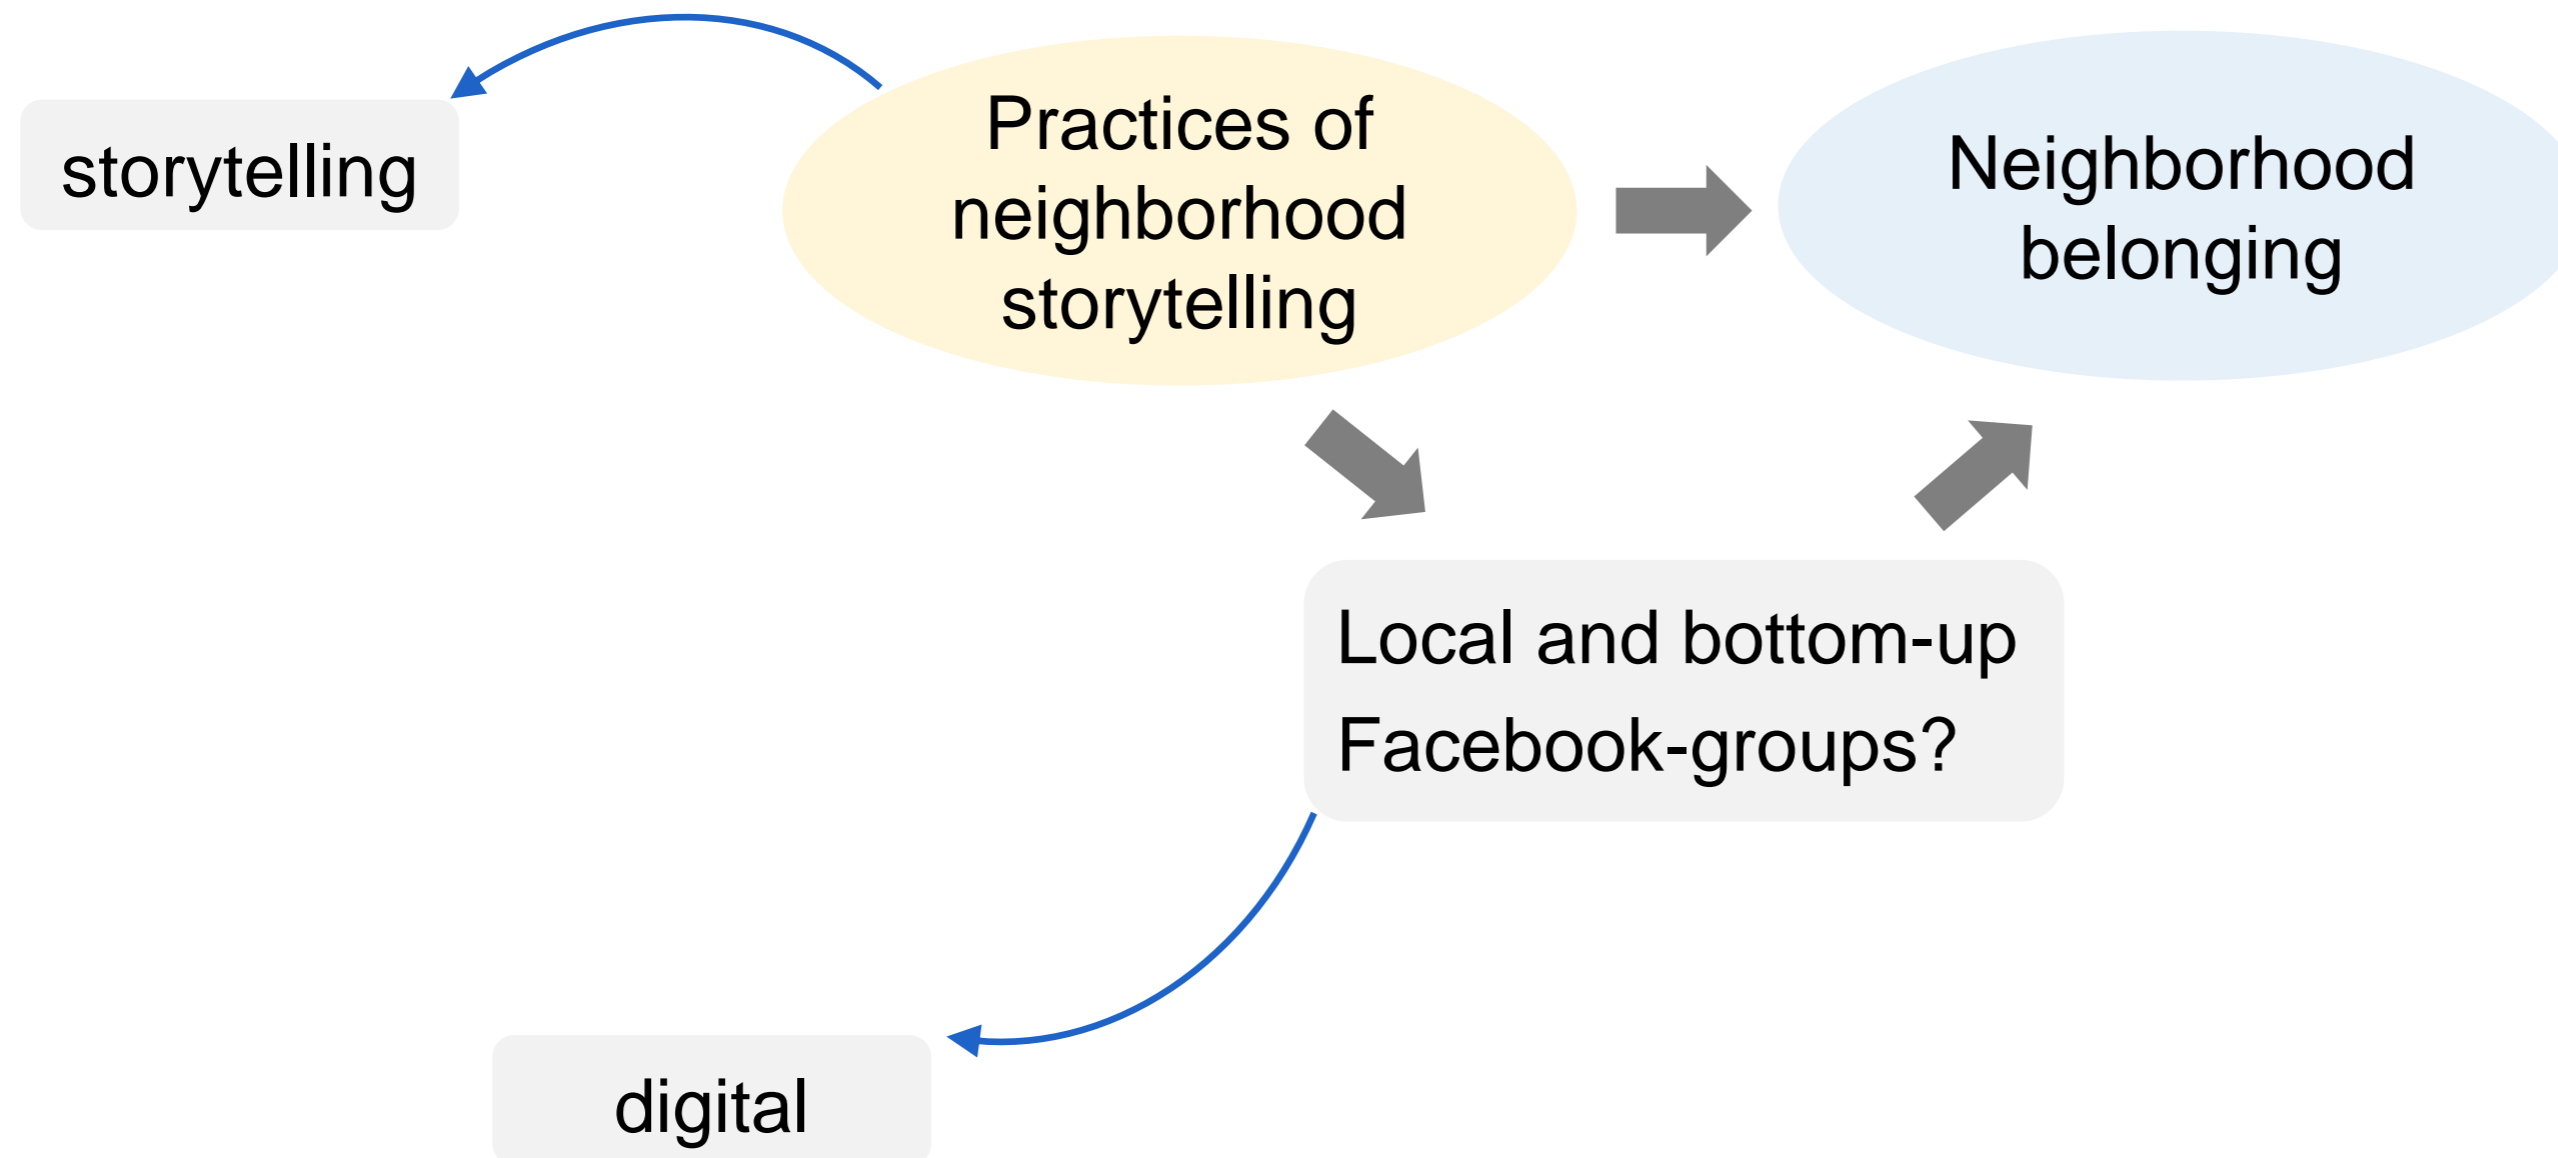 storytelling
Practices of
neighborhood
storytelling
Neighborhood
belonging
Local and bottom-up
Facebook-groups?
digital